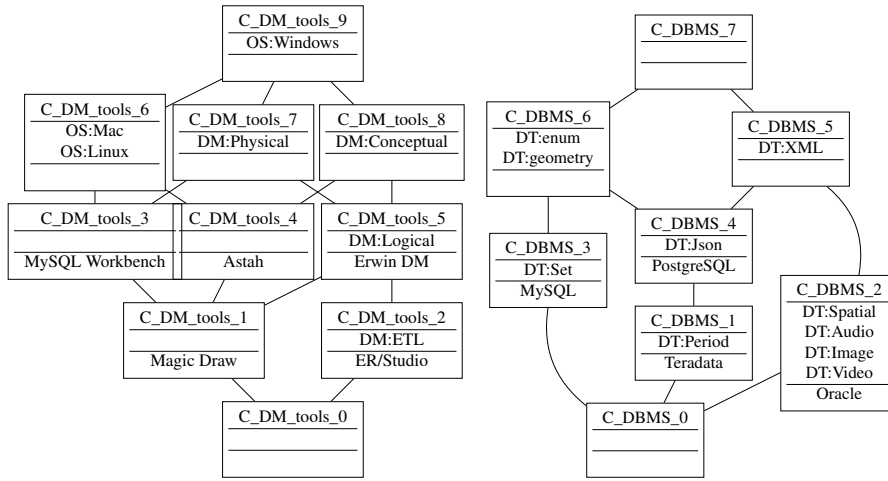 C_DM_tools_9
OS:Windows
C_DM_tools_6
OS:Mac
OS:Linux
C_DM_tools_7
DM:Physical
C_DM_tools_8
DM:Conceptual
C_DM_tools_3
MySQL Workbench
C_DM_tools_4
Astah
C_DM_tools_5
DM:Logical
Erwin DM
C_DM_tools_1
Magic Draw
C_DM_tools_2
DM:ETL
ER/Studio
C_DM_tools_0
C_DBMS_7
C_DBMS_6
DT:enum
DT:geometry
C_DBMS_5
DT:XML
C_DBMS_3
DT:Set
MySQL
C_DBMS_4
DT:Json
PostgreSQL
C_DBMS_2
DT:Spatial
DT:Audio
DT:Image
DT:Video
Oracle
C_DBMS_1
DT:Period
Teradata
C_DBMS_0